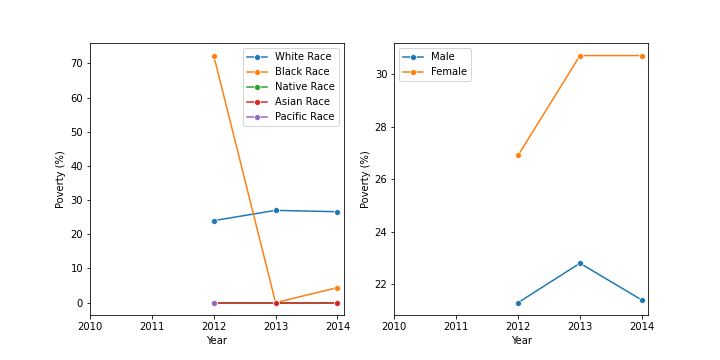 White Race
Black Race
Native Race
Asian Race
Pacific Race
70
60
50
40
30
20
10
0
Poverty (%)
2010 2011 2012 2013 2014
Year
Male
Female
30
28
26
24
22
Poverty (%)
2010 2011 2012 2013 2014
Year